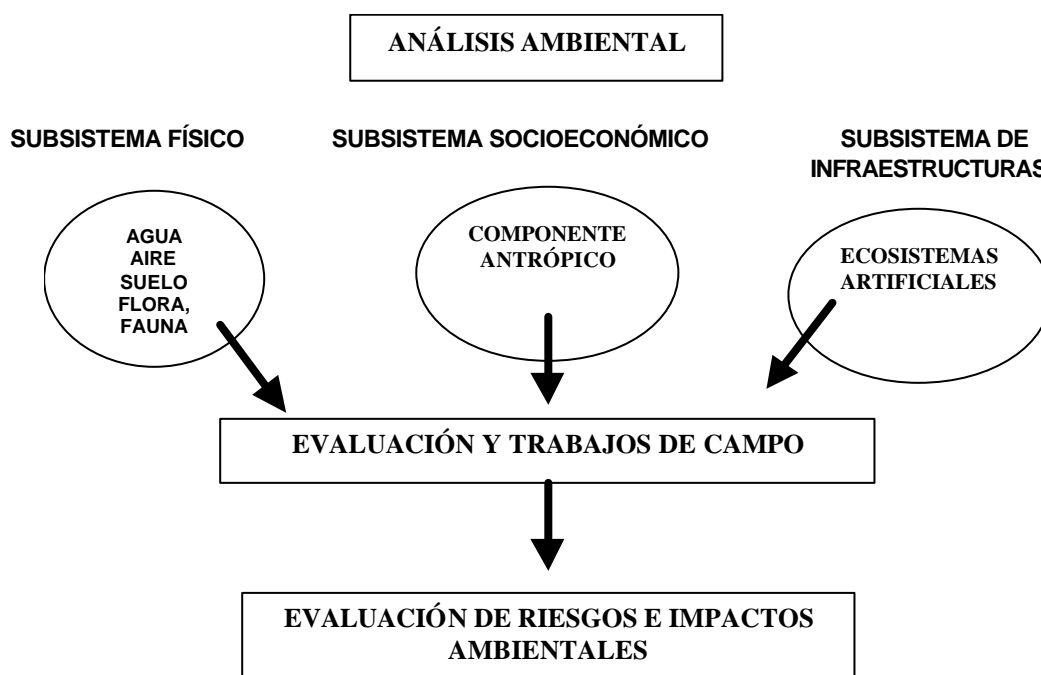 ANÁLISIS AMBIENTAL
SUBSISTEMA FÍSICO
SUBSISTEMA SOCIOECONÓMICO
SUBSISTEMA DE
INFRAESTRUCTURAS
AGUA
AIRE
SUELO
FLORA,
FAUNA
COMPONENTE
ANTRÓPICO
ECOSISTEMAS
ARTIFICIALES
EVALUACIÓN Y TRABAJOS DE CAMPO
EVALUACIÓN DE RIESGOS E IMPACTOS
AMBIENTALES